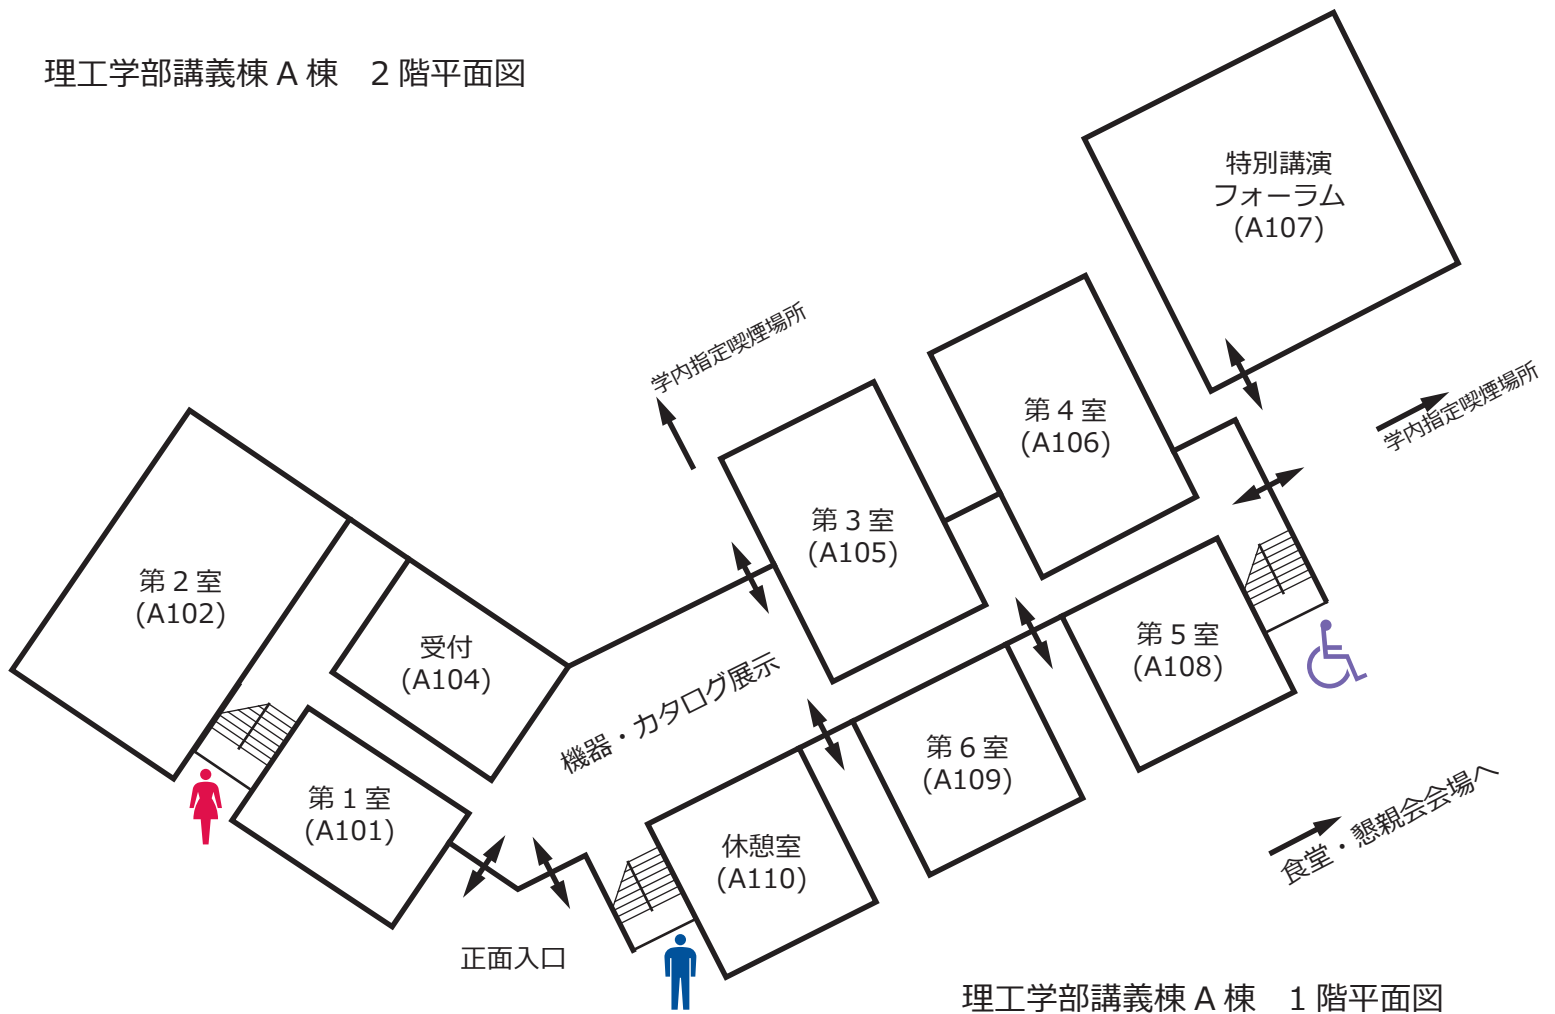 理工学部講義棟 A 棟　2 階平面図
特別講演
フォーラム
(A107)
学内指定喫煙場所
学内指定喫煙場所
第 4 室
(A106)
第 3 室
(A105)
第 2 室
(A102)
受付
(A104)
第 5 室
(A108)
機器・カタログ展示
第 6 室
(A109)
第 1 室
(A101)
休憩室
(A110)
食堂・懇親会会場へ
正面入口
理工学部講義棟 A 棟　1 階平面図